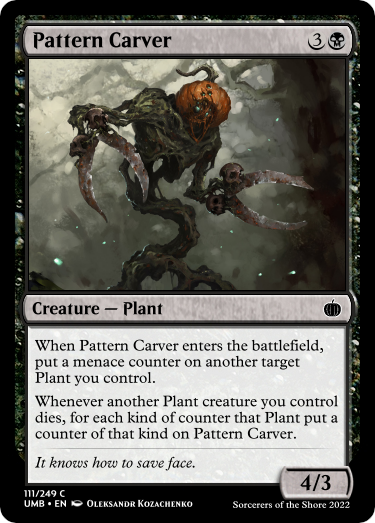 Pattern Carver 3
Creature — Plant
When Pattern Carver enters the battlefield,
put a menace counter on another target
Plant you control.
Whenever another Plant creature you control
dies, for each kind of counter that Plant put a
counter of that kind on Pattern Carver.
It knows how to save face.
4/3
111/249 C
UMB • EN Oleksandr Kozachenko
Sorcerers of the Shore 2022